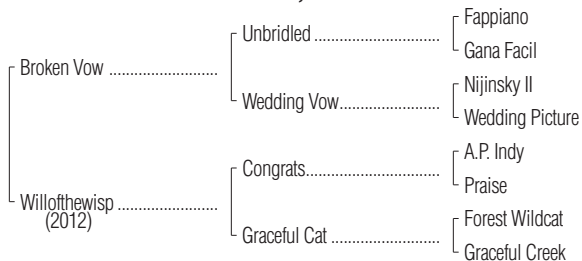 Fappiano
Unbridled
Gana Facil
Broken Vow
Nijinsky II
Wedding Vow
Wedding Picture
A.P. Indy
Congrats
Praise
Willofthewisp
(2012)
Forest Wildcat
Graceful Cat
Graceful Creek